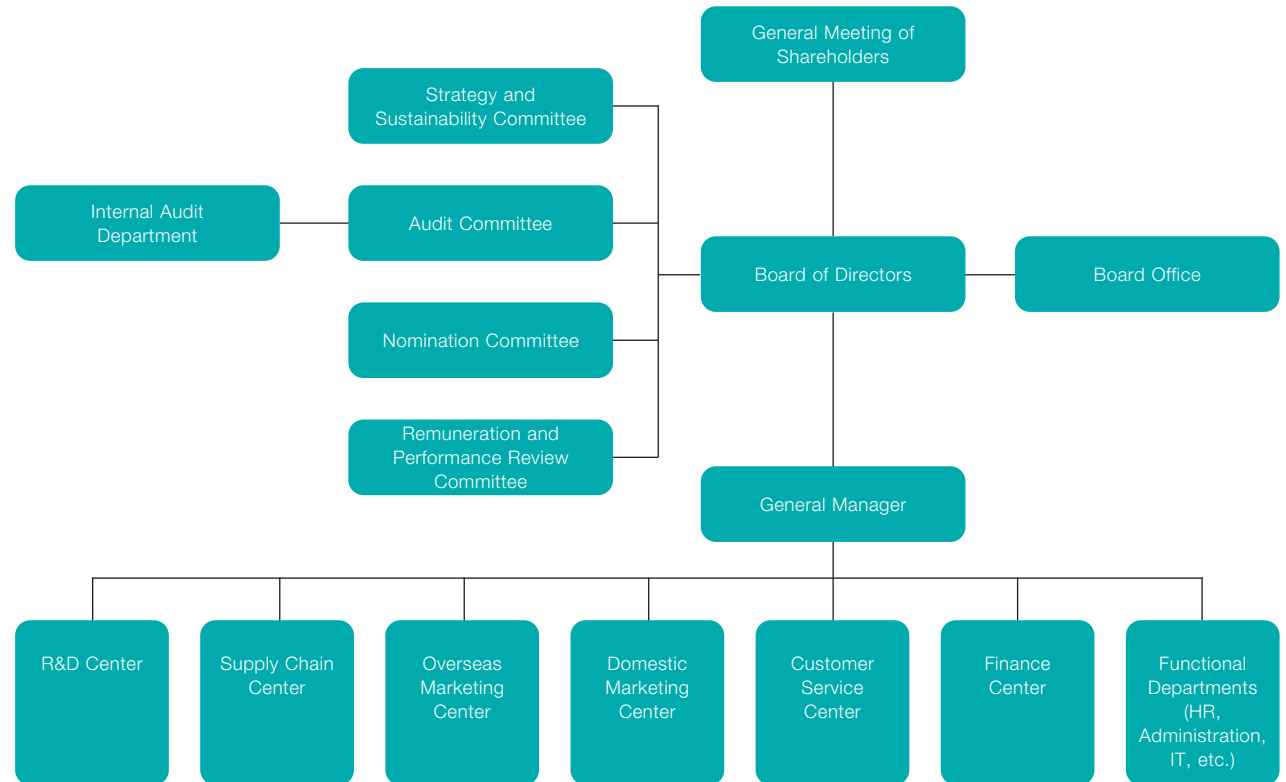 General Meeting of
Shareholders
Strategy and
Sustainability Committee
Internal Audit
Department
Audit Committee
Board of Directors
Board Office
Nomination Committee
Remuneration and
Performance Review
Committee
General Manager
R&D Center
Supply Chain
Center
Overseas
Marketing
Center
Domestic
Marketing
Center
Customer
Service
Center
Finance
Center
Functional
Departments
(HR,
Administration,
IT, etc.)